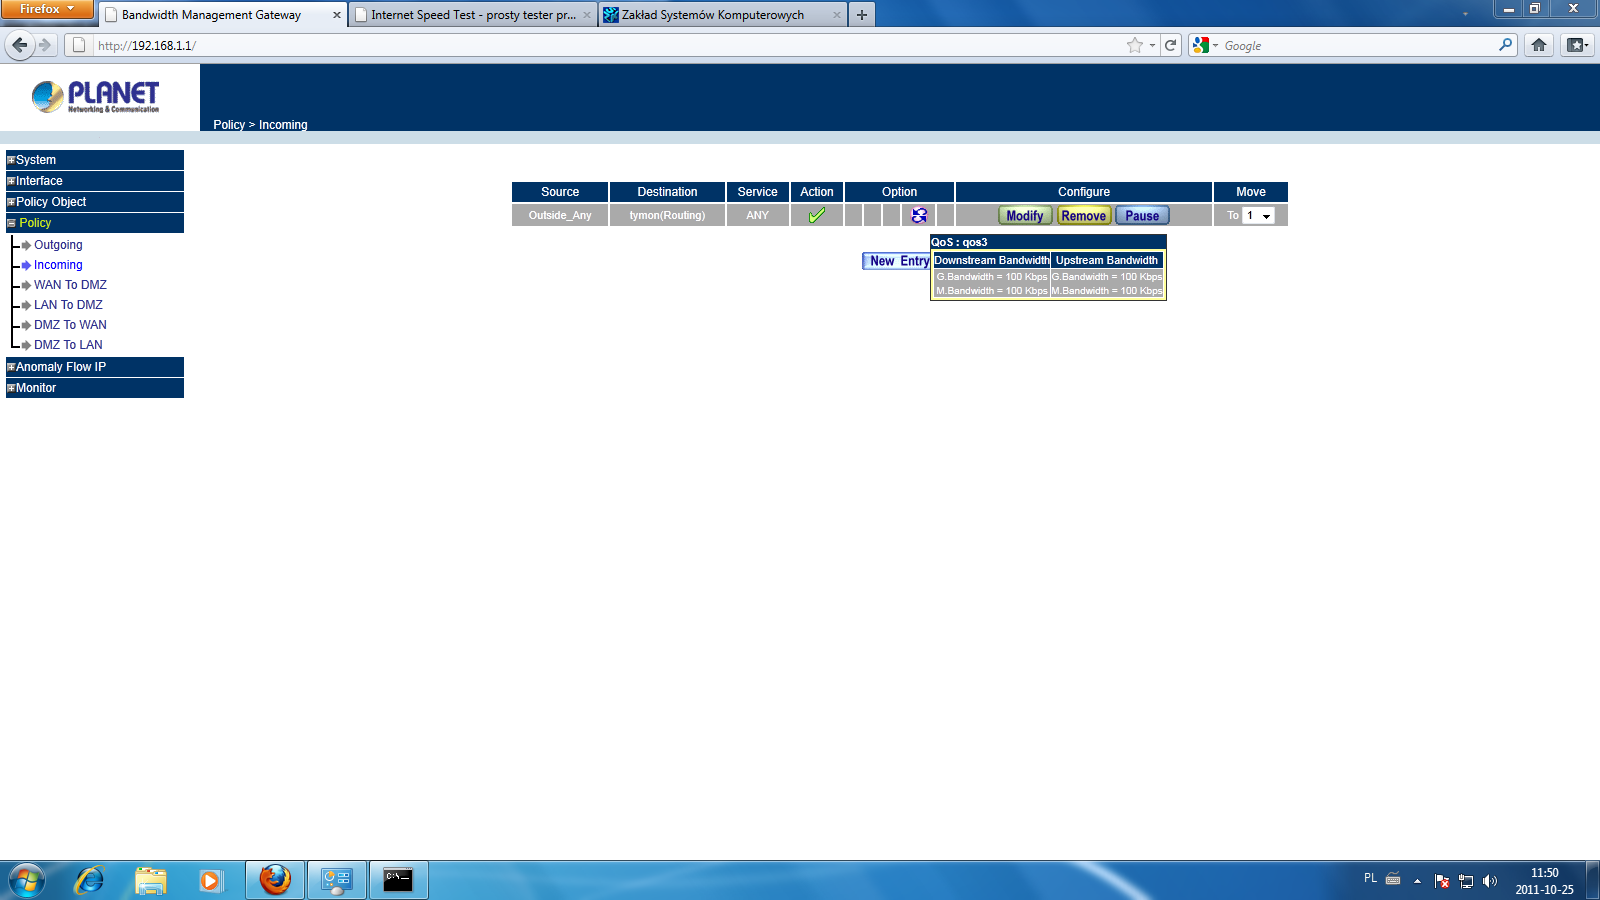 Firefox
Bandwidth Management Gateway
Internet Speed Test - prosty tester pr...
Zakład Systemów Komputerowych
http://192.168.1.1/
Google
PLANET
Networking & Communication
Policy > Incoming
System
Interface
Policy Object
Policy
Outgoing
Incoming
WAN To DMZ
LAN To DMZ
DMZ To WAN
DMZ To LAN
Anomaly Flow IP
Monitor
Source Destination Service Action Option Configure Move
Outside_Any tymon(Routing) ANY Modify Remove Pause To 1
New Entry
QoS : qos3
Downstream Bandwidth Upstream Bandwidth
G.Bandwidth = 100 Kbps G.Bandwidth = 100 Kbps
M.Bandwidth = 100 Kbps M.Bandwidth = 100 Kbps
C:\.
PL
11:50
2011-10-25